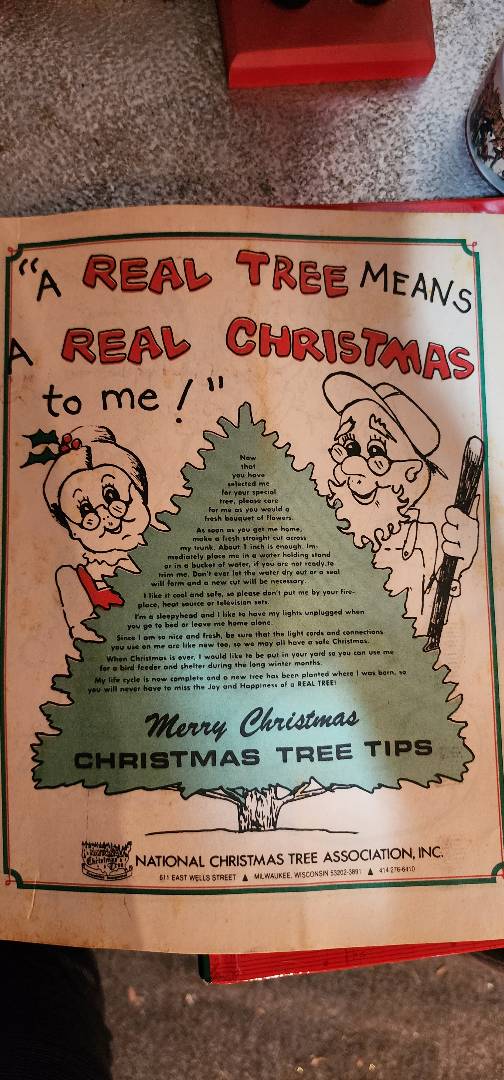 "A REAL TREE MEANS
A REAL CHRISTMAS
to me!"
Now
that
you have
selected me
for your special
tree, please care
for me as you would a
fresh bouquet of flowers.
As soon as you get me home,
make a fresh straight cut across
my trunk. About 1 inch is enough. Im-
mediately place me in a water holding stand
or in a bucket of water, if you are not ready to
trim me. Don't ever let the water dry out or a seal
will form and a new cut will be necessary.
I like it cool and safe, so please don't put me by your fire-
place, heat source or television sets.
I'm a sleepyhead and I like to have my lights unplugged when
you go to bed or leave me home alone.
Since I am so nice and fresh, be sure that the light cords and connections
you use on me are like new too, so we may all have a safe Christmas.
When Christmas is over, I would like to be put in your yard so you can use me
for a bird feeder and shelter during the long winter months.
My life cycle is now complete and a new tree has been planted where I was born, so
you will never have to miss the Joy and Happiness of a REAL TREE!
Merry Christmas
CHRISTMAS TREE TIPS
NATIONAL CHRISTMAS TREE ASSOCIATION, INC.
611 EAST WELLS STREET ▲ MILWAUKEE, WISCONSIN 53202-3891 ▲ 414-276-6410